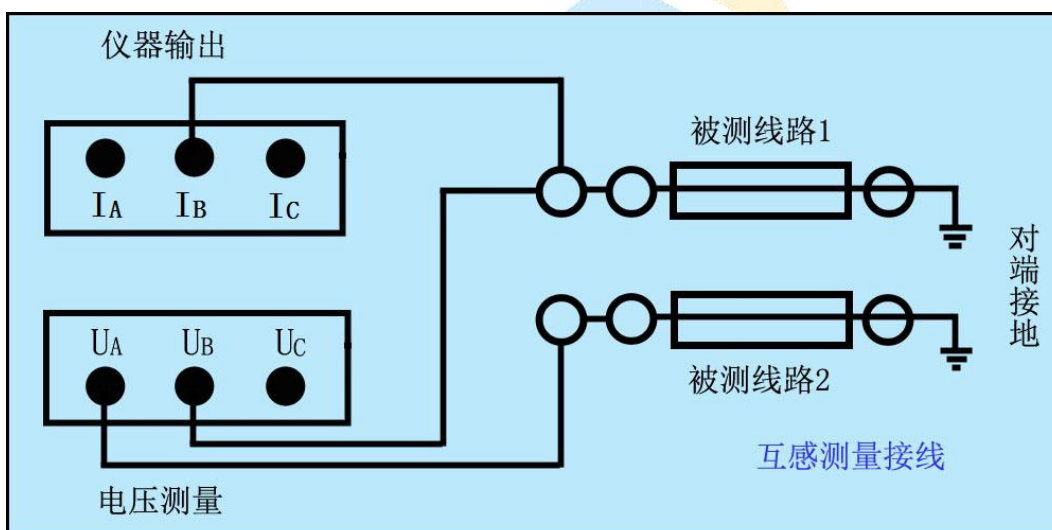 仪器输出
IA IB IC
被测线路1
UA UB UC
被测线路2
对端接地
互感测量接线
电压测量